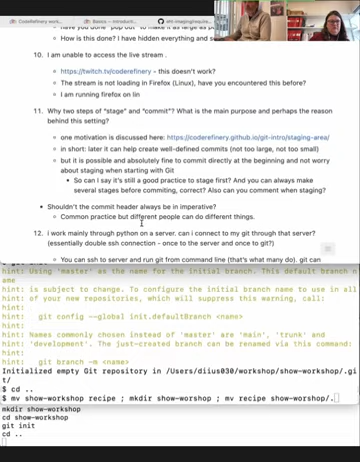 CodeRefinery work
Basics — Introducti
How is this done? I have hidden everything and s
10. I am unable to access the live stream .
https://twitch.tv/coderefinery - this doesn't work?
The stream is not loading in Firefox (Linux), have you encountered this before?
I am running firefox on lin
11. Why two steps of "stage" and "commit"? What is the main purpose and perhaps the reason
behind this setting?
one motivation is discussed here: https://coderefinery.github.io/git-intro/staging-area/
in short: later it can help create well-defined commits (not too large, not too small)
but it is possible and absolutely fine to commit directly at the beginning and not worry
about staging when starting with Git
So can I say it's still a good practice to stage first? And you can always make
several stages before commiting, correct? Also can you comment when staging?
Shouldn't the commit header always be in imperative?
Common practice but different people can do different things.
12. i work mainly through python on a server. can i connect to my git through that server?
(essentially double ssh connection - once to the server and once to git?)
You can ssh to server and run git from command line (that's what many do). git can
hint: Using 'master' as the name for the initial branch. This default branch n
ame
hint: is subject to change. To configure the initial branch name to use in all
hint: of your new repositories, which will suppress this warning, call:
hint:
hint: git config --global init.defaultBranch <name>
hint:
hint: Names commonly chosen instead of 'master' are 'main', 'trunk' and
hint: 'development'. The just-created branch can be renamed via this command:
hint:
hint: git branch -m <name>
Initialized empty Git repository in /Users/diius030/workshop/show-workshop/.gi
t/
$ cd ..
$ mv show-workshop recipe ; mkdir show-worshop ; mv recipe show-worshop/.
mkdir show-workshop
cd show-workshop
git init
cd ..